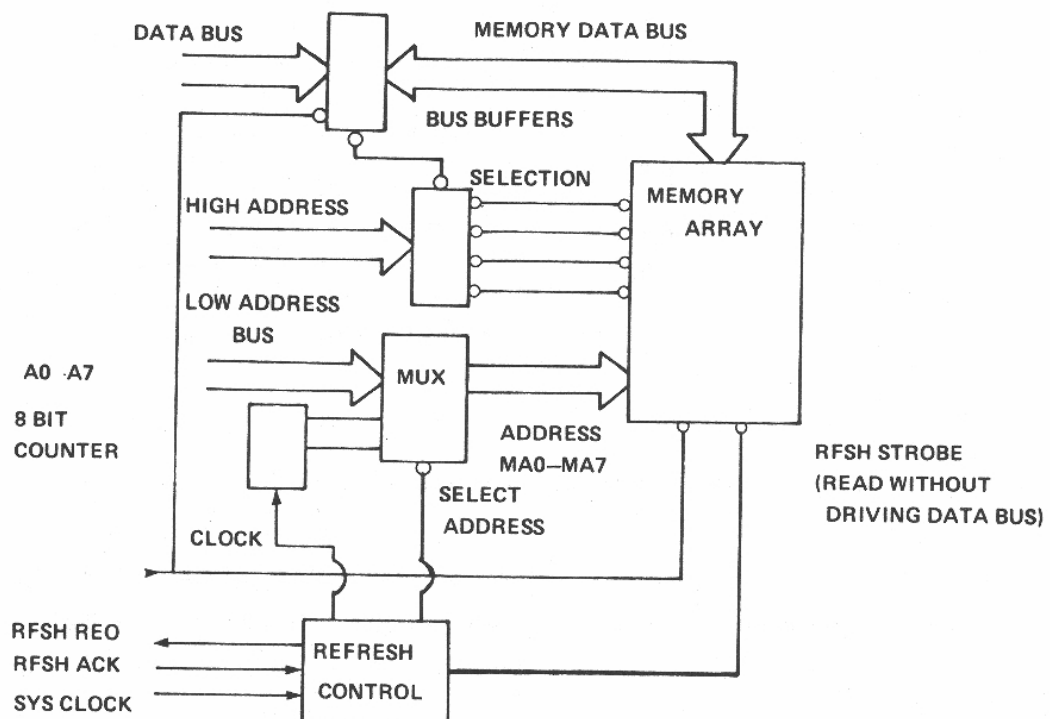 DATA BUS
MEMORY DATA BUS
BUS BUFFERS
SELECTION
MEMORY
ARRAY
HIGH ADDRESS
LOW ADDRESS
BUS
MUX
A0 -A7
8 BIT
COUNTER
ADDRESS
MA0–MA7
RFSH STROBE
(READ WITHOUT
DRIVING DATA BUS)
SELECT
ADDRESS
CLOCK
RFSH REO
RFSH ACK
SYS CLOCK
REFRESH
CONTROL